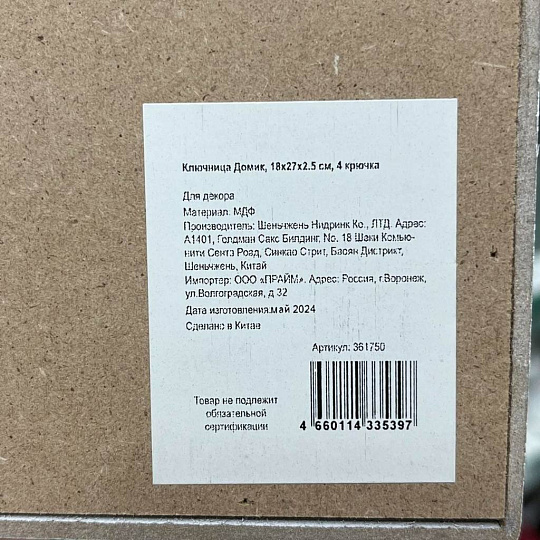 Ключница Домик, 18х27х2.5 см, 4 крючка
Для декора
Материал: МДФ
Производитель: Шеньчжень Нидринк Ко., ЛТД. Адрес:
А1401, Голдман Сакс Билдинг, No. 18 Шаки Комью-
нити Сентэ Роад, Синкао Стрит, Баоян Дистрикт,
Шеньчжень, Китай
Импортер: ООО «ПРАЙМ». Адрес: Россия, г.Воронеж,
ул.Волгоградская, д 32
Дата изготовления:май 2024
Сделано в Китае
Артикул: 361750
Товар не подлежит
обязательной
сертификации
4 660114 335397